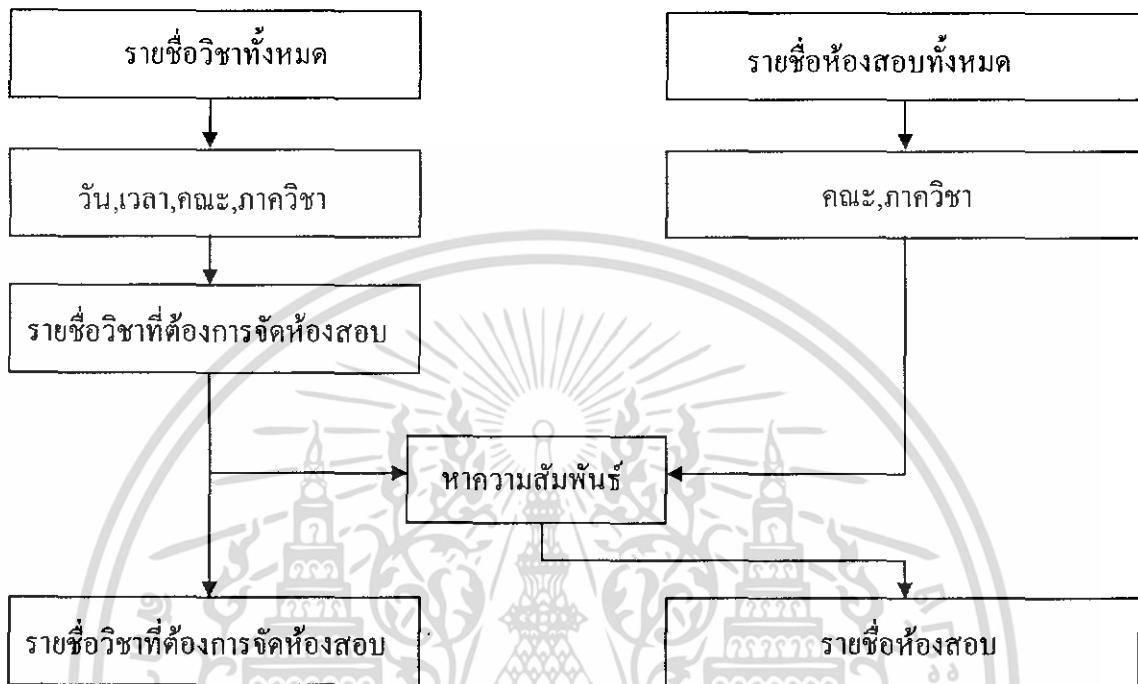 รายชื่อวิชาทั้งหมด
รายชื่อห้องสอบทั้งหมด
วัน,เวลา,คณะ,ภาควิชา
คณะ,ภาควิชา
รายชื่อวิชาที่ต้องการจัดห้องสอบ
หาความสัมพันธ์
รายชื่อวิชาที่ต้องการจัดห้องสอบ
รายชื่อห้องสอบ